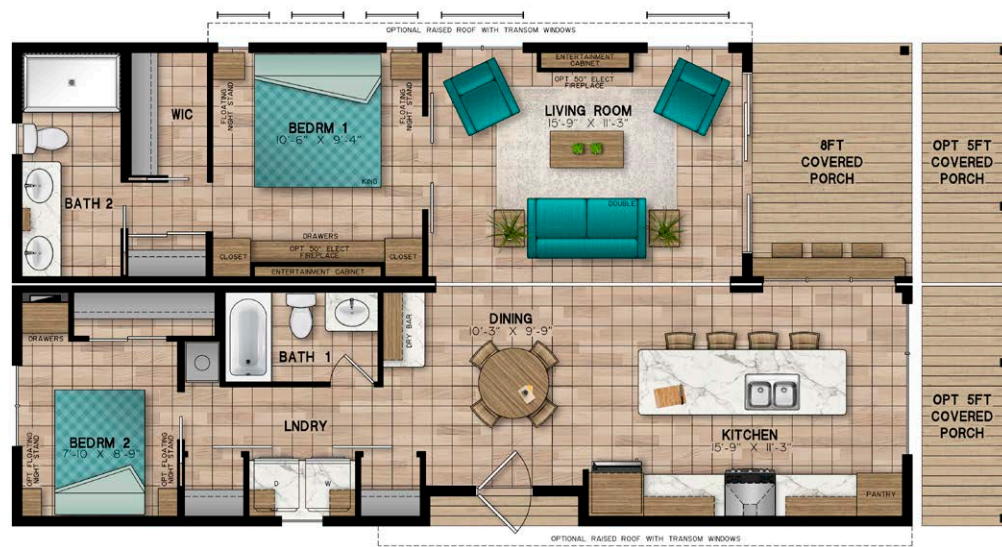 OPTIONAL RAISED ROOF WITH TRANSOM WINDOWS
ENTERTAINMENT
CABINET
OPT 50" ELECT
FIREPLACE
FLOATING
NIGHT STAND
FLOATING
NIGHT STAND
WIC
BEDRM 1
10'-6" X 9'-4"
KING
LIVING ROOM
15'-9" X 11'-3"
8FT
COVERED
PORCH
OPT 5FT
COVERED
PORCH
BATH 2
DOUBLE
DRAWERS
OPT 50" ELECT
FIREPLACE
CLOSET
CLOSET
ENTERTAINMENT CABINET
DRAWERS
BATH 1
DRY BAR
DINING
10'-3" X 9'-9"
OPT 5FT
COVERED
PORCH
LNDRY
BEDRM 2
7'-10 X 8'-9"
OPT FLOATING
NIGHT STAND
OPT FLOATING
NIGHT STAND
KITCHEN
15'-9" X 11'-3"
D
W
PANTRY
OPTIONAL RAISED ROOF WITH TRANSOM WINDOWS